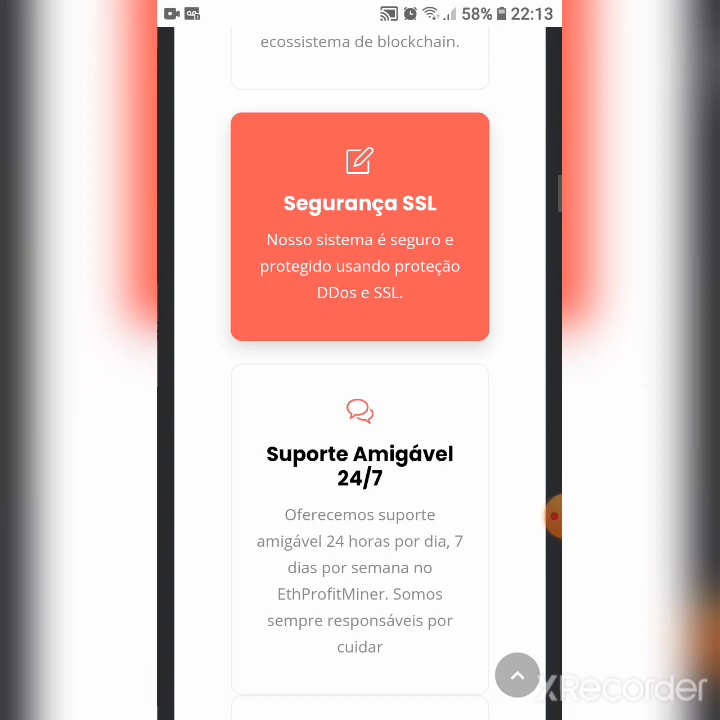 58% 22:13
ecossistema de blockchain.
Segurança SSL
Nosso sistema é seguro e
protegido usando proteção
DDos e SSL.
Suporte Amigável
24/7
Oferecemos suporte
amigável 24 horas por dia, 7
dias por semana no
EthProfitMiner. Somos
sempre responsáveis por
cuidar
XRecorder